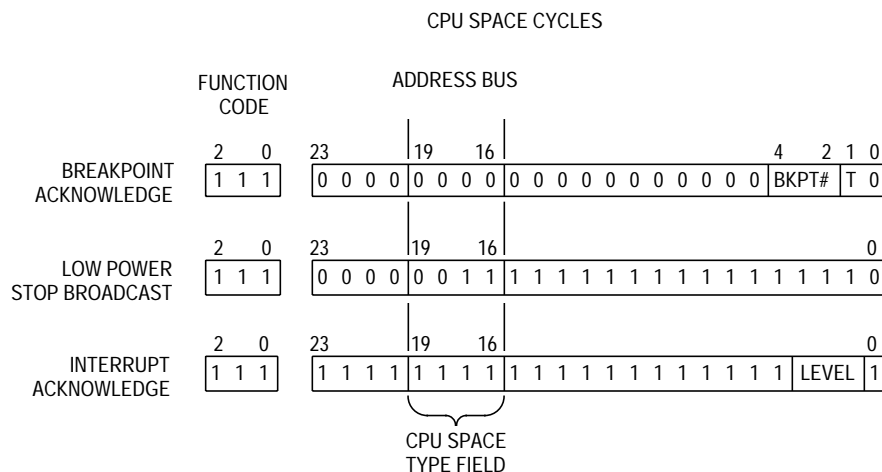 CPU SPACE CYCLES
FUNCTION CODE
ADDRESS BUS
2 0 23 19 16 4 2 1 0
BREAKPOINT ACKNOWLEDGE
1 1 1 0 0 0 0 0 0 0 0 0 0 0 0 0 0 0 0 0 0 0 BKPT# T 0
2 0 23 19 16 0
LOW POWER STOP BROADCAST
1 1 1 0 0 0 0 0 0 1 1 1 1 1 1 1 1 1 1 1 1 1 1 1 1 1 0
2 0 23 19 16 0
INTERRUPT ACKNOWLEDGE
1 1 1 1 1 1 1 1 1 1 1 1 1 1 1 1 1 1 1 1 1 1 1 LEVEL 1
CPU SPACE
TYPE FIELD